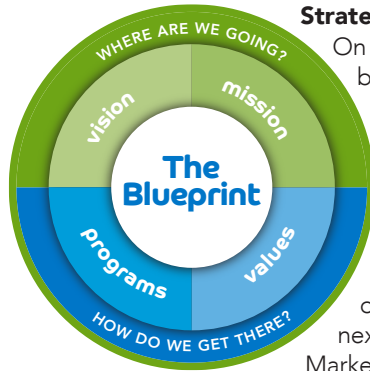 Strate
On
b
WHERE ARE WE GOING?
vision
mission
The
Blueprint
programs
values
HOW DO WE GET THERE?
nex
Marke